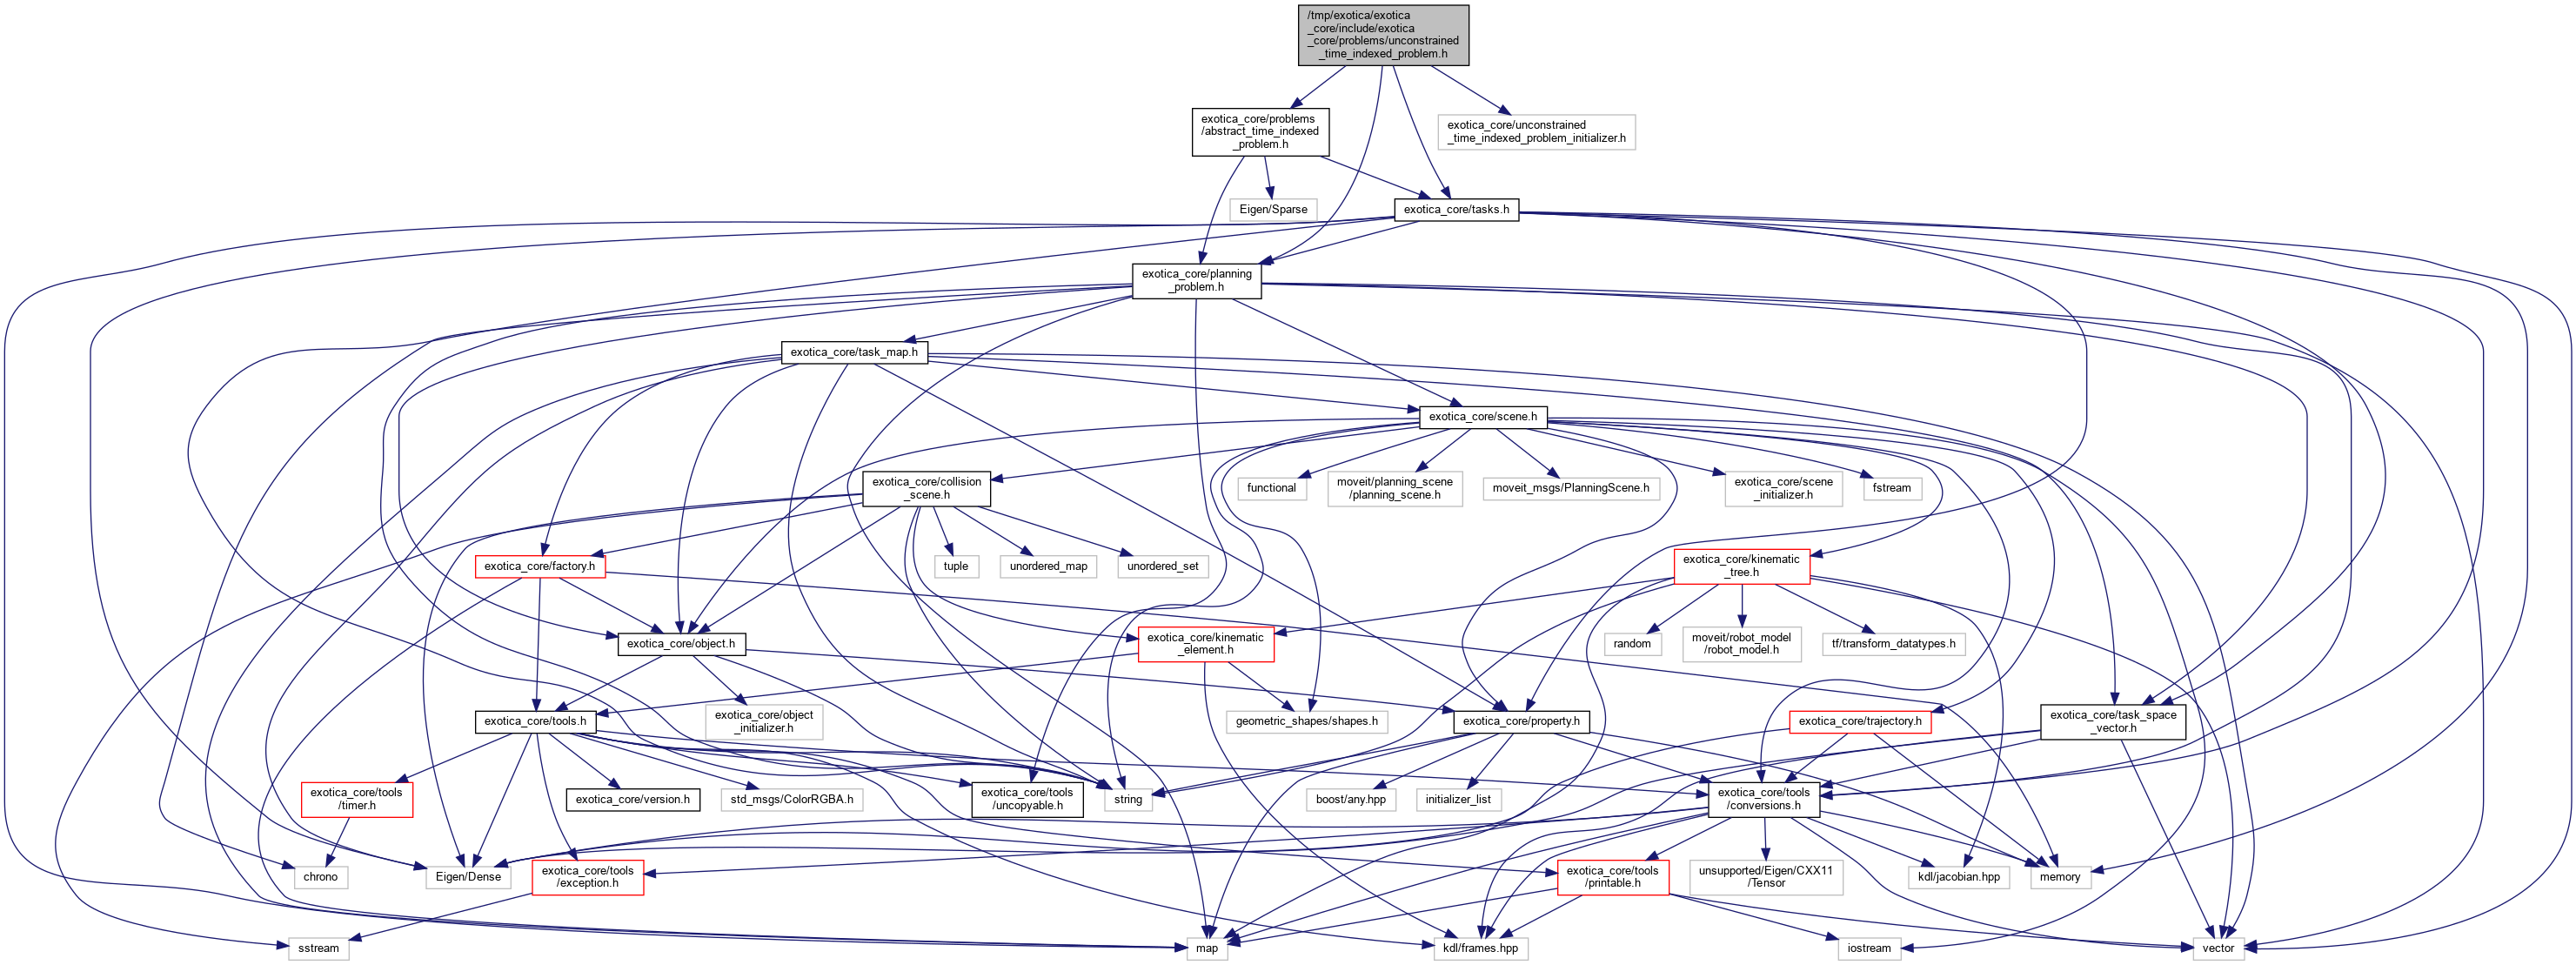 /tmp/exotica/exotica
_core/include/exotica
_core/problems/unconstrained
_time_indexed_problem.h
exotica_core/problems
/abstract_time_indexed
_problem.h
exotica_core/unconstrained
_time_indexed_problem_initializer.h
Eigen/Sparse
exotica_core/tasks.h
exotica_core/planning
_problem.h
exotica_core/task_map.h
exotica_core/scene.h
exotica_core/collision
_scene.h
functional
moveit/planning_scene
/planning_scene.h
moveit_msgs/PlanningScene.h
exotica_core/scene
_initializer.h
fstream
exotica_core/factory.h
tuple
unordered_map
unordered_set
exotica_core/kinematic
_tree.h
exotica_core/object.h
exotica_core/kinematic
_element.h
random
moveit/robot_model
/robot_model.h
tf/transform_datatypes.h
exotica_core/tools.h
exotica_core/object
_initializer.h
geometric_shapes/shapes.h
exotica_core/property.h
exotica_core/trajectory.h
exotica_core/task_space
_vector.h
exotica_core/tools
/timer.h
exotica_core/version.h
std_msgs/ColorRGBA.h
exotica_core/tools
/uncopyable.h
string
boost/any.hpp
initializer_list
exotica_core/tools
/conversions.h
chrono
Eigen/Dense
exotica_core/tools
/exception.h
exotica_core/tools
/printable.h
unsupported/Eigen/CXX11
/Tensor
kdl/jacobian.hpp
memory
sstream
map
kdl/frames.hpp
iostream
vector